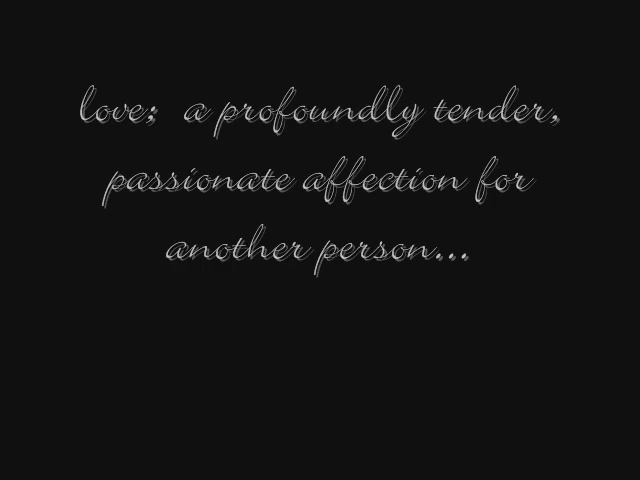 love; a profoundly tender,
passionate affection for
another person...